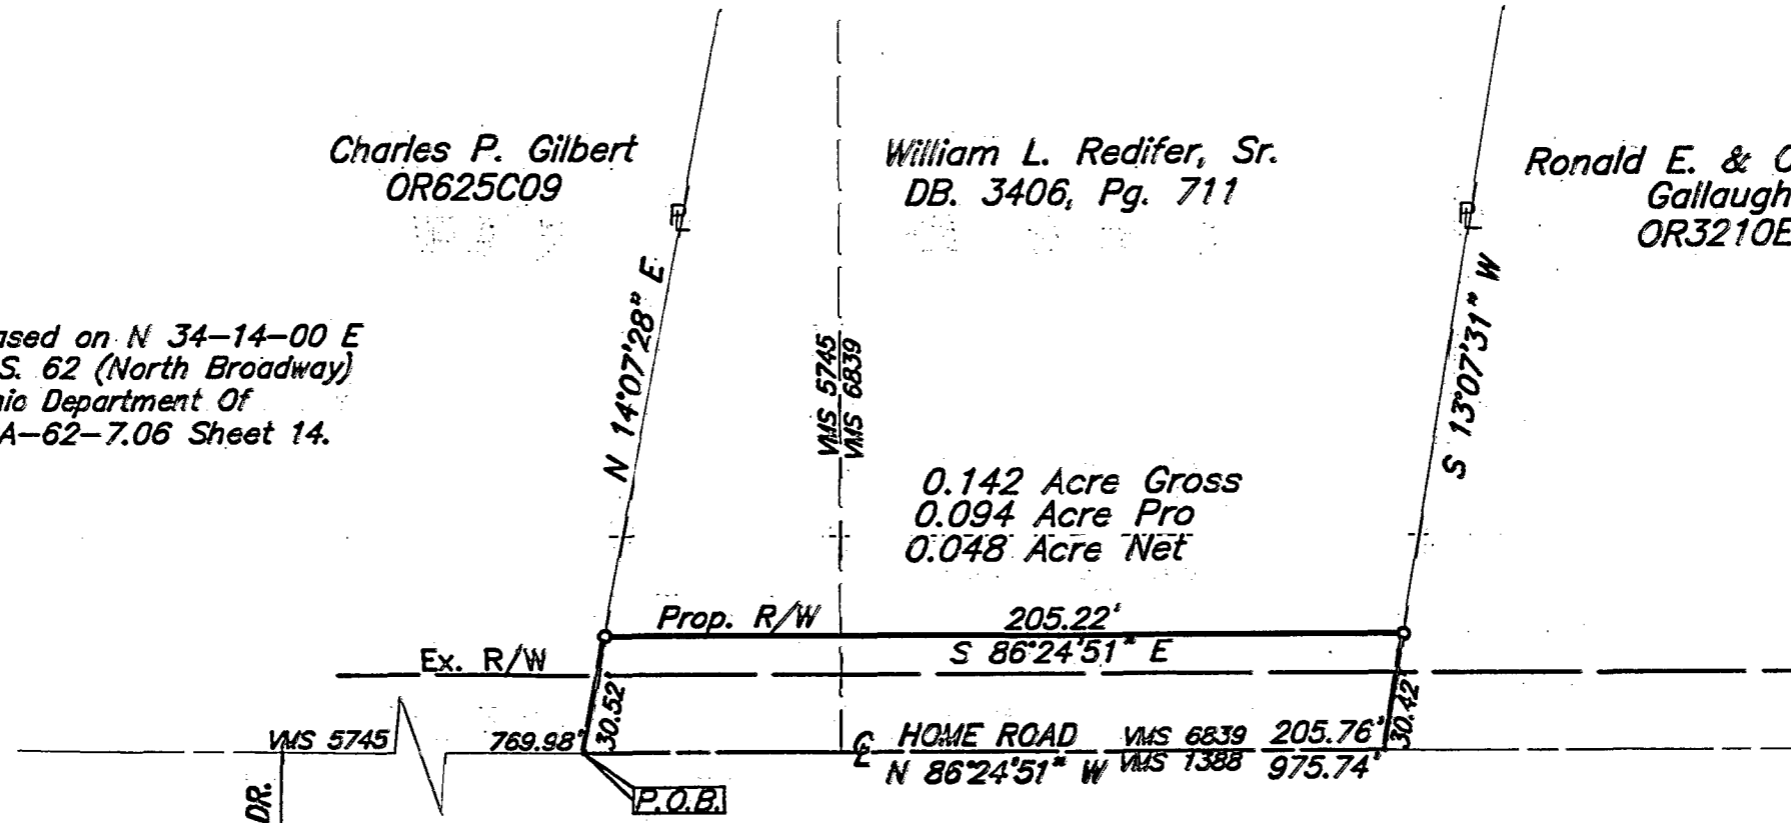 Charles P. Gilbert
OR625C09
William L. Redifer, Sr.
DB. 3406, Pg. 711
Ronald E. & C
Gallaugh
OR3210E
PL
PL
N 14°07'28" E
S 13°07'31" W
ased on N 34-14-00 E
S. 62 (North Broadway)
nio Department Of
A-62-7.06 Sheet 14.
VMS 5745
VMS 6839
0.142 Acre Gross
0.094 Acre Pro
0.048 Acre Net
Prop. R/W
205.22'
S 86°24'51" E
Ex. R/W
30.52'
30.42'
VMS 5745
769.98'
CL HOME ROAD
VMS 6839
205.76'
N 86°24'51" W
VMS 1388
975.74'
DR.
P.O.B.